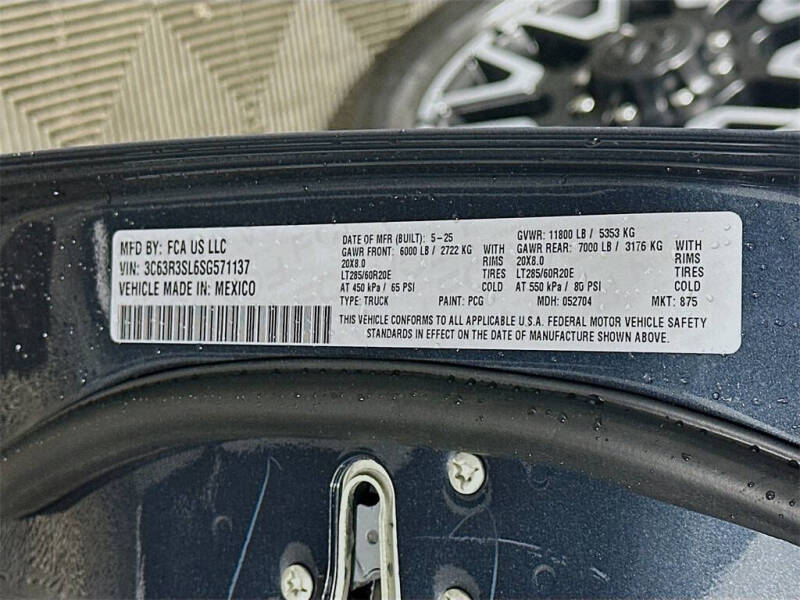 MFD BY: FCA US LLC
VIN: 3C63R3SL6SG571137
VEHICLE MADE IN: MEXICO
DATE OF MFR (BUILT): 5-25
GAWR FRONT: 6000 LB / 2722 KG WITH
20X8.0 RIMS
LT285/60R20E TIRES
AT 450 kPa / 65 PSI COLD
GVWR: 11800 LB / 5353 KG
GAWR REAR: 7000 LB / 3176 KG WITH
20X8.0 RIMS
LT285/60R20E TIRES
AT 550 kPa / 80 PSI COLD
TYPE: TRUCK PAINT: PCG MDH: 052704 MKT: 875
THIS VEHICLE CONFORMS TO ALL APPLICABLE U.S.A. FEDERAL MOTOR VEHICLE SAFETY
STANDARDS IN EFFECT ON THE DATE OF MANUFACTURE SHOWN ABOVE.